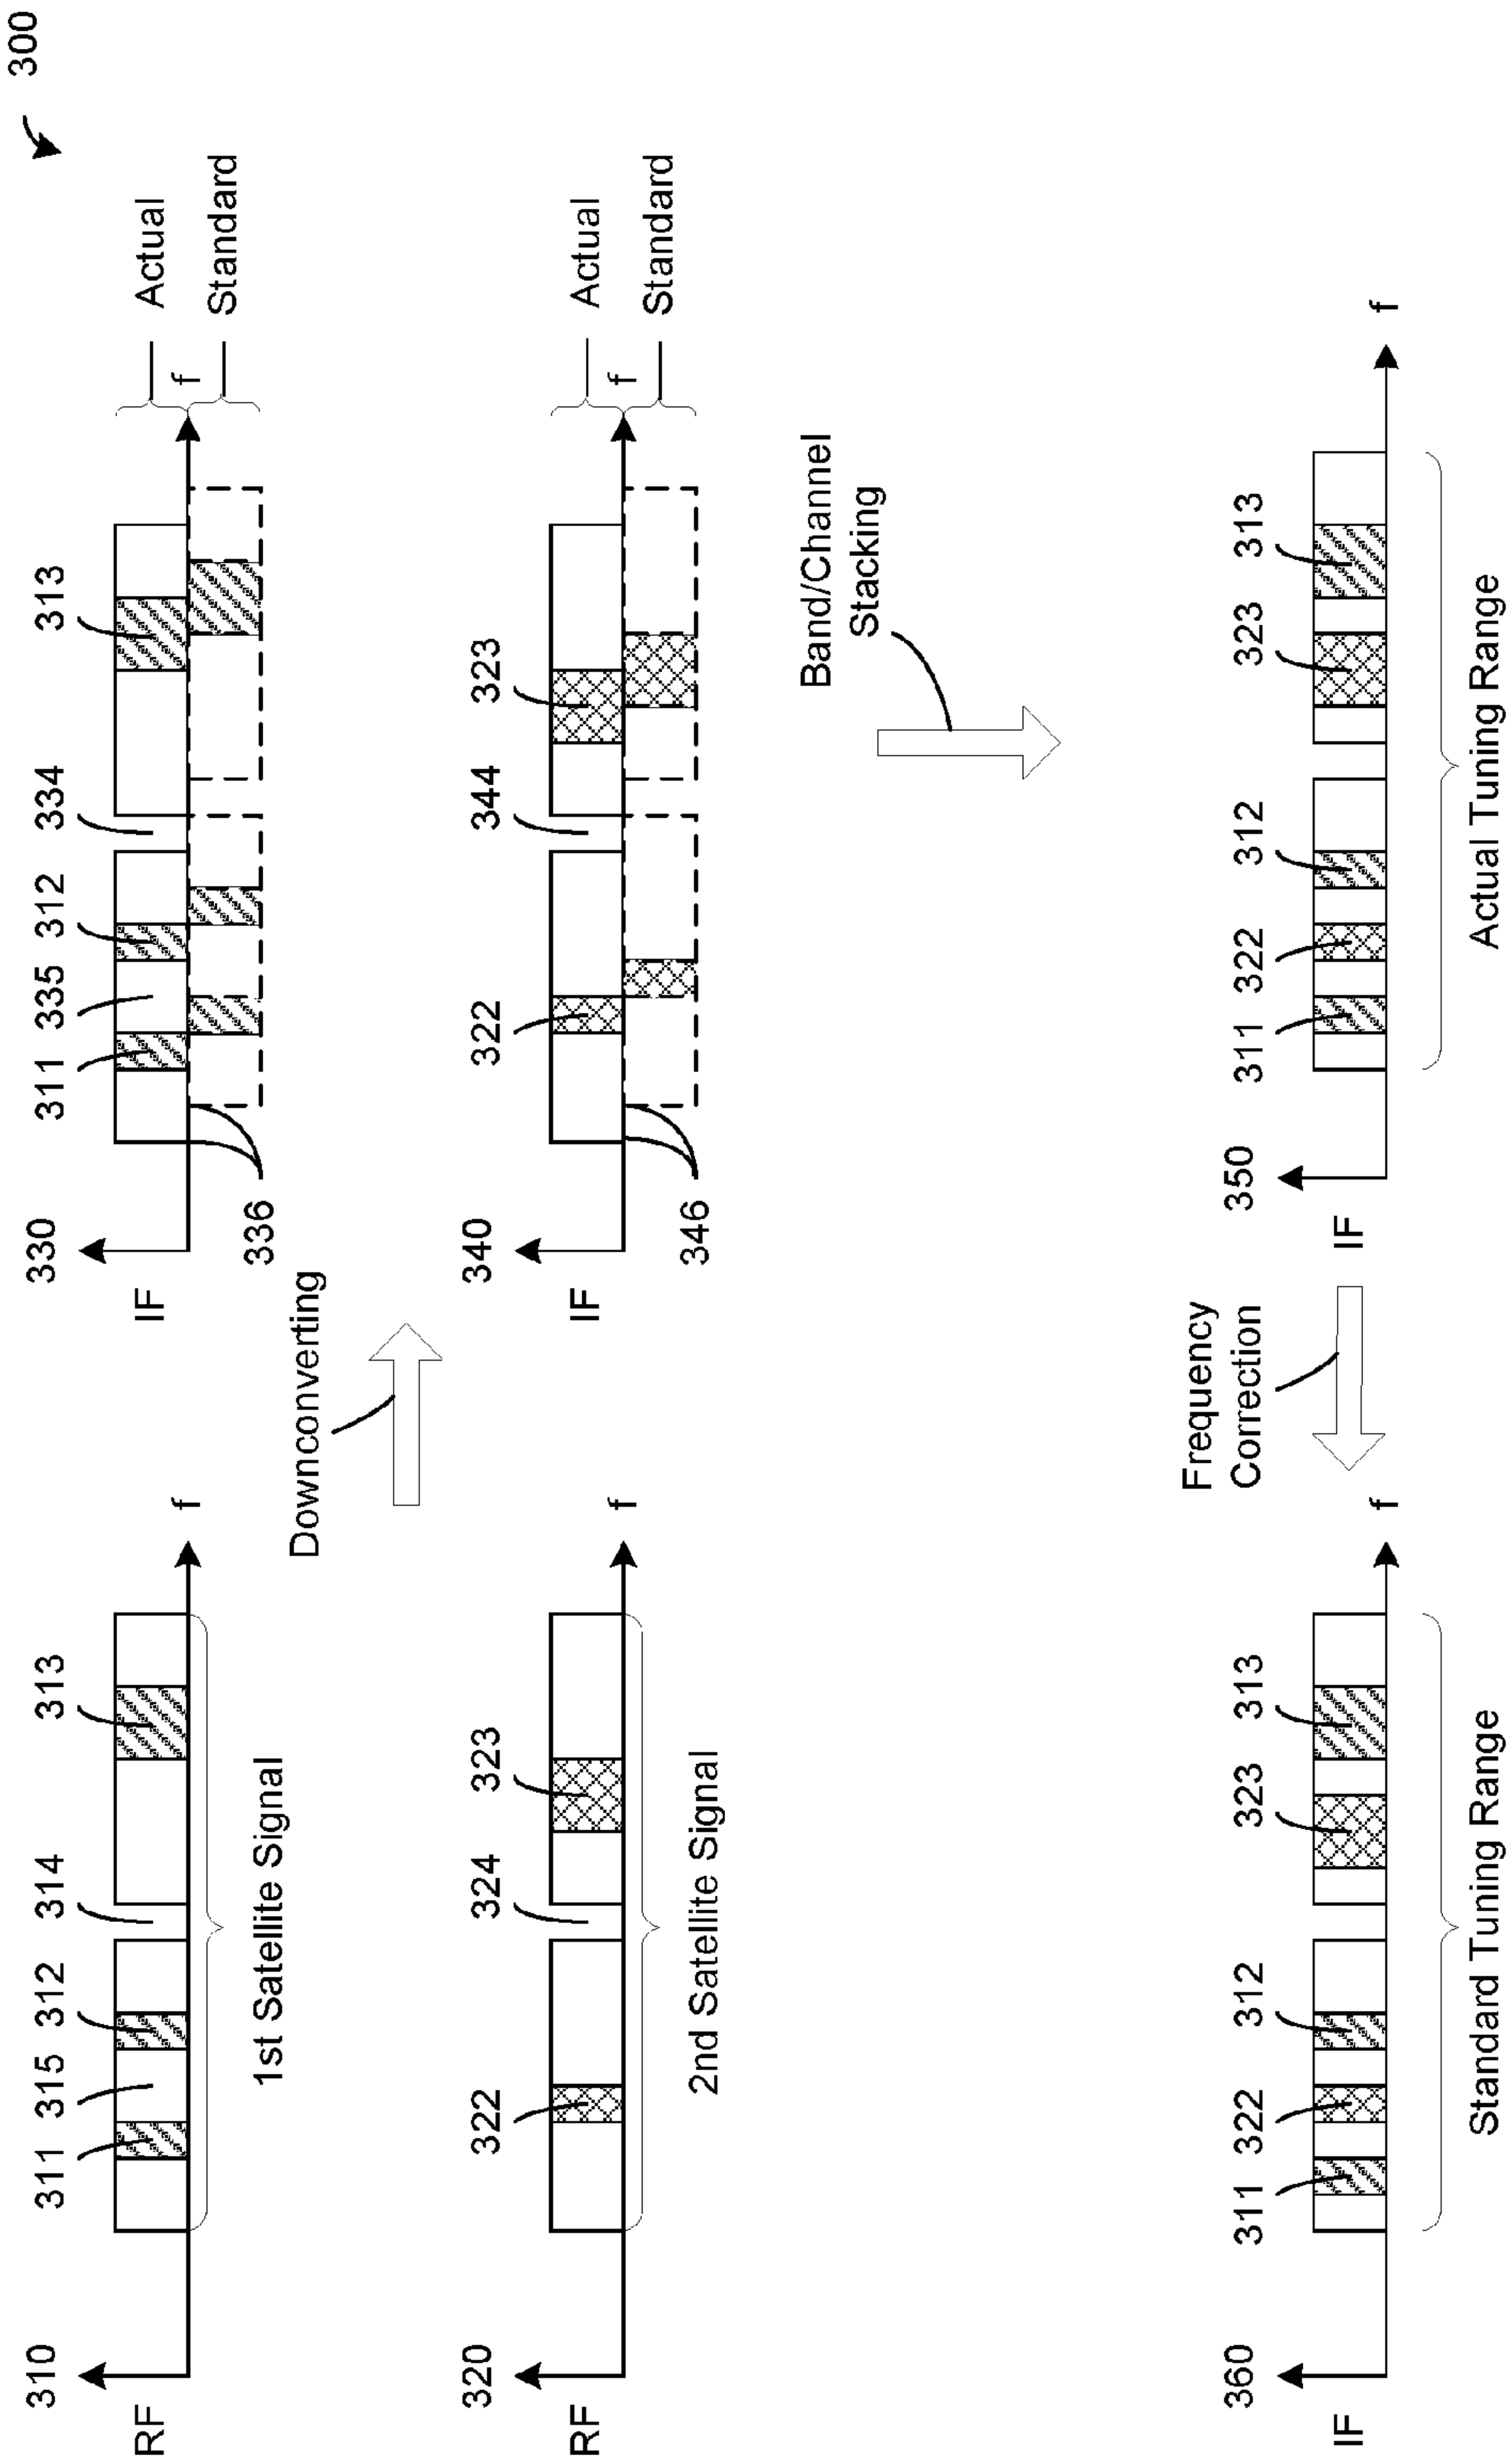 300
310
RF
311
315
312
314
313
f
1st Satellite Signal
Downconverting
330
IF
311
335
312
334
313
f
Actual
Standard
336
320
RF
322
324
323
2nd Satellite Signal
340
IF
322
344
323
f
Actual
Standard
346
Band/Channel
Stacking
360
IF
311
322
312
323
313
f
Standard Tuning Range
Frequency
Correction
350
IF
311
322
312
323
313
f
Actual Tuning Range